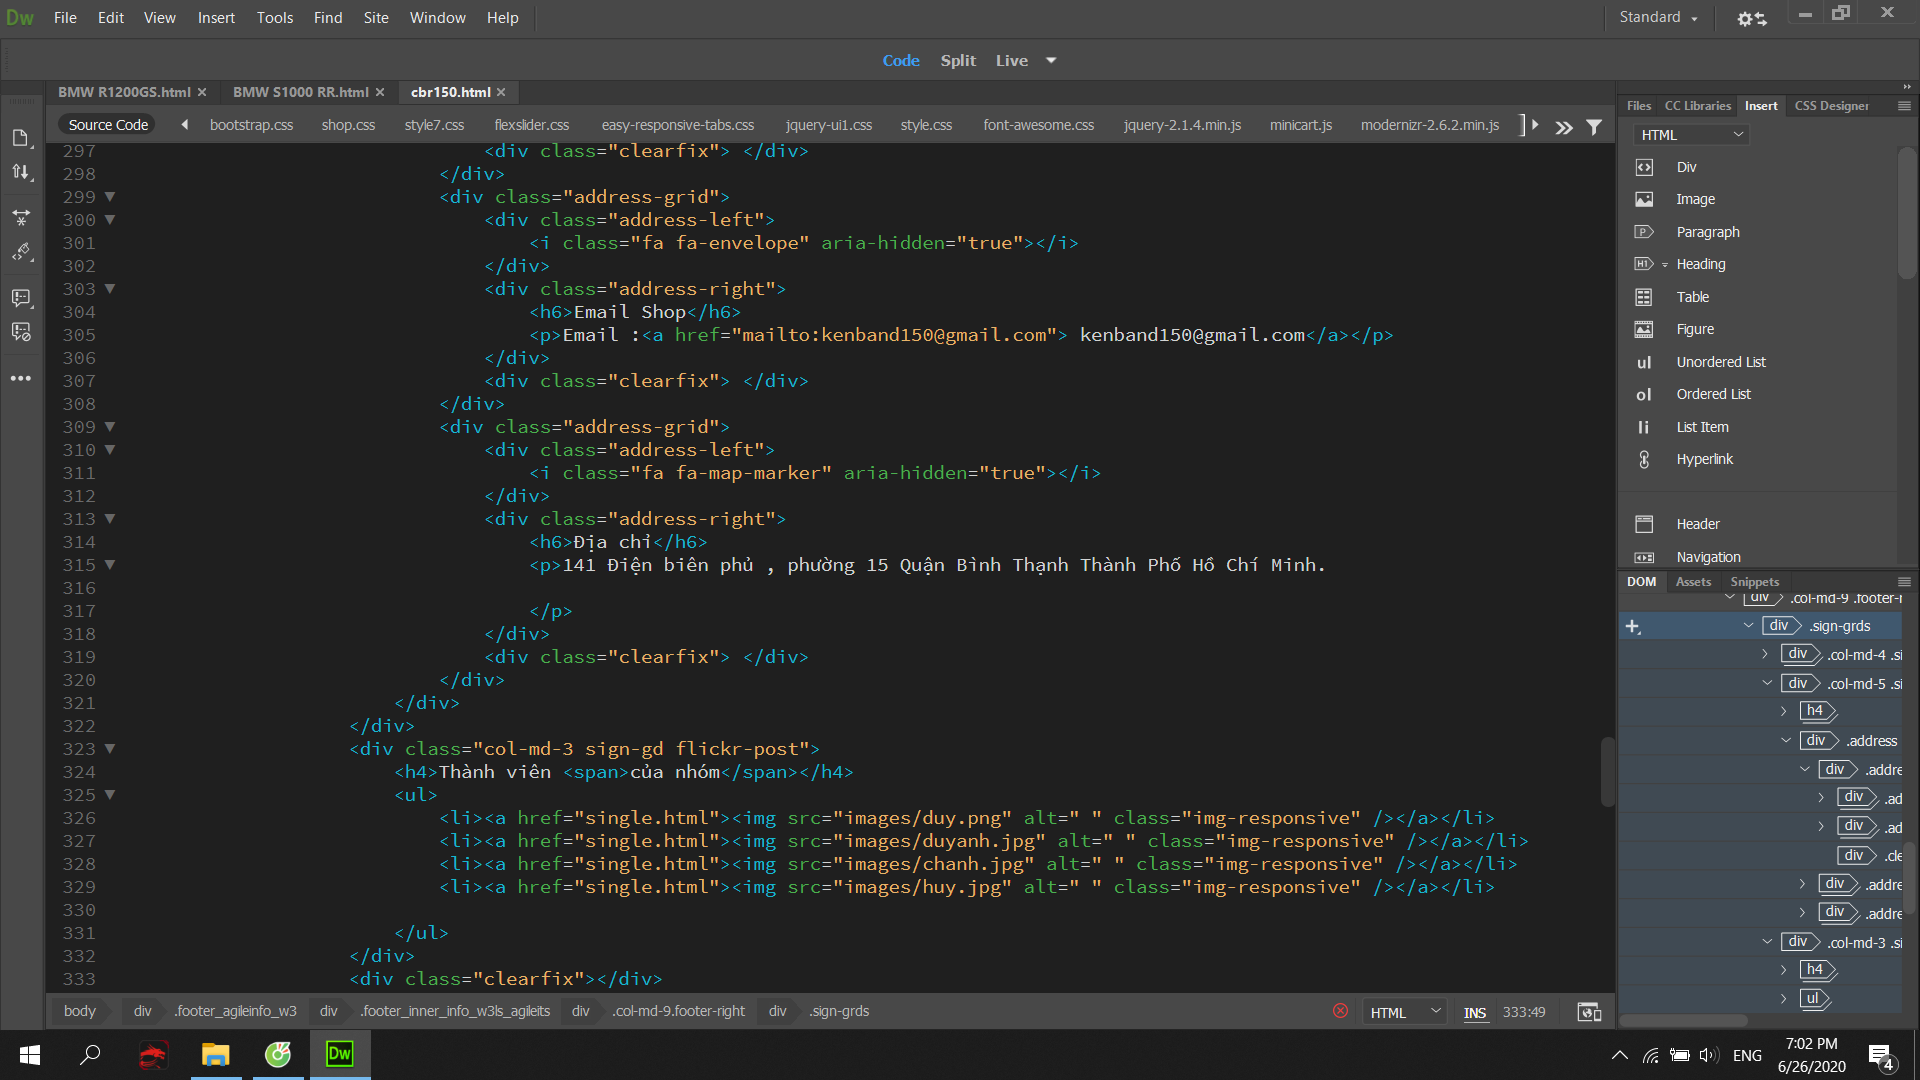 Dw File Edit View Insert Tools Find Site Window Help Standard
Code Split Live
BMW R1200GS.html BMW S1000 RR.html cbr150.html
Source Code bootstrap.css shop.css style7.css flexslider.css easy-responsive-tabs.css jquery-ui1.css style.css font-awesome.css jquery-2.1.4.min.js minicart.js modernizr-2.6.2.min.js
297 <div class="clearfix"> </div>
298 </div>
299 <div class="address-grid">
300 <div class="address-left">
301 <i class="fa fa-envelope" aria-hidden="true"></i>
302 </div>
303 <div class="address-right">
304 <h6>Email Shop</h6>
305 <p>Email :<a href="mailto:kenband150@gmail.com"> kenband150@gmail.com</a></p>
306 </div>
307 <div class="clearfix"> </div>
308 </div>
309 <div class="address-grid">
310 <div class="address-left">
311 <i class="fa fa-map-marker" aria-hidden="true"></i>
312 </div>
313 <div class="address-right">
314 <h6>Địa chỉ</h6>
315 <p>141 Điện biên phủ , phường 15 Quận Bình Thạnh Thành Phố Hồ Chí Minh.
316
317 </p>
318 </div>
319 <div class="clearfix"> </div>
320 </div>
321 </div>
322 </div>
323 <div class="col-md-3 sign-gd flickr-post">
324 <h4>Thành viên <span>của nhóm</span></h4>
325 <ul>
326 <li><a href="single.html"><img src="images/duy.png" alt=" " class="img-responsive" /></a></li>
327 <li><a href="single.html"><img src="images/duyanh.jpg" alt=" " class="img-responsive" /></a></li>
328 <li><a href="single.html"><img src="images/chanh.jpg" alt=" " class="img-responsive" /></a></li>
329 <li><a href="single.html"><img src="images/huy.jpg" alt=" " class="img-responsive" /></a></li>
330
331 </ul>
332 </div>
333 <div class="clearfix"></div>
body div .footer_agileinfo_w3 div .footer_inner_info_w3ls_agileits div .col-md-9.footer-right div .sign-grds HTML INS 333:49
Files CC Libraries Insert CSS Designer
HTML
Div
Image
Paragraph
H1 Heading
Table
Figure
ul Unordered List
ol Ordered List
li List Item
Hyperlink
Header
Navigation
DOM Assets Snippets
div .col-md-9 .footer-r
div .sign-grds
div .col-md-4 .si
div .col-md-5 .si
h4
div .address
div .addre
div .ad
div .ad
div .cle
div .addre
div .addre
div .col-md-3 .si
h4
ul
Dw ENG 7:02 PM
6/26/2020 4